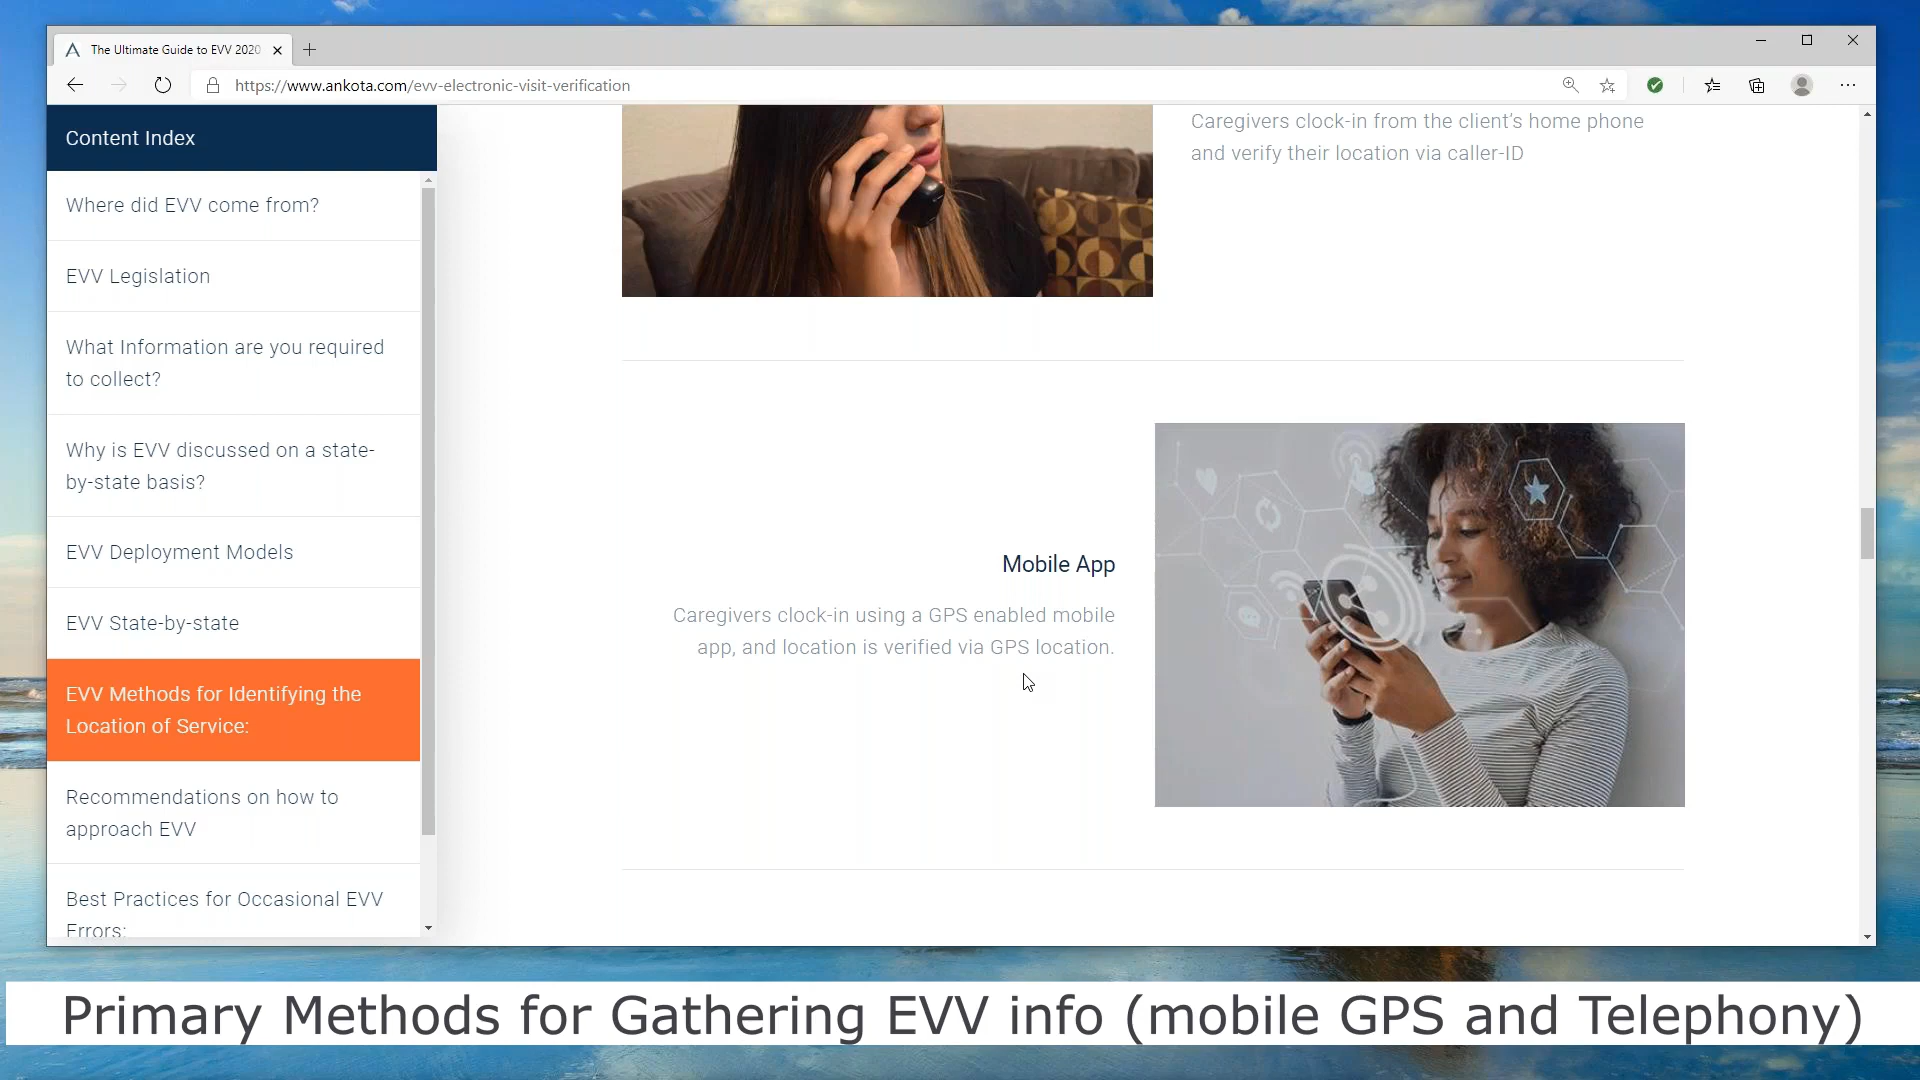 The Ultimate Guide to EVV 2020
https://www.ankota.com/evv-electronic-visit-verification
Content Index
Where did EVV come from?
EVV Legislation
What Information are you required
to collect?
Why is EVV discussed on a state-
by-state basis?
EVV Deployment Models
EVV State-by-state
EVV Methods for Identifying the
Location of Service:
Recommendations on how to
approach EVV
Best Practices for Occasional EVV
Errors:
Caregivers clock-in from the client’s home phone
and verify their location via caller-ID
Mobile App
Caregivers clock-in using a GPS enabled mobile
app, and location is verified via GPS location.
Primary Methods for Gathering EVV info (mobile GPS and Telephony)